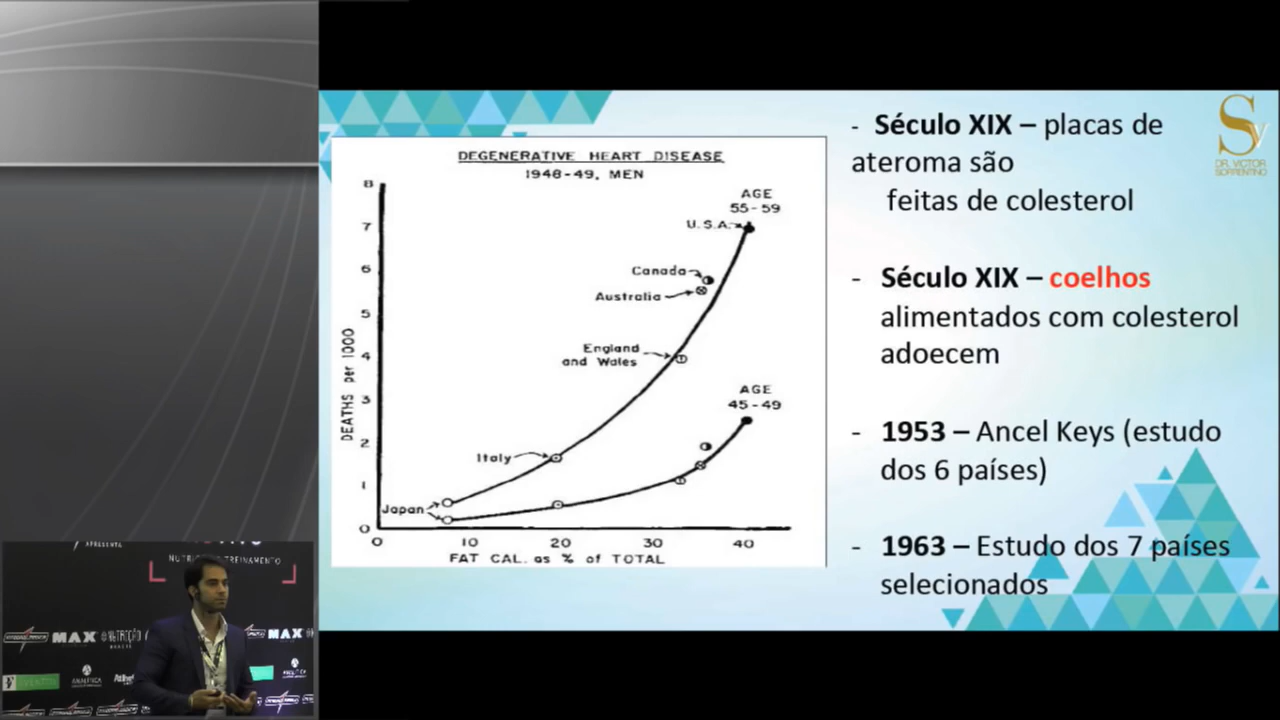 DEGENERATIVE HEART DISEASE
1948-49, MEN
8
7
6
5
4
3
2
1
0
DEATHS per 1000
AGE
55-59
U.S.A.
Canada
Australia
England
and Wales
AGE
45-49
Italy
Japan
0
10
20
30
40
FAT CAL. as % of TOTAL
- Século XIX – placas de
ateroma são
feitas de colesterol
- Século XIX – coelhos
alimentados com colesterol
adoecem
- 1953 – Ancel Keys (estudo
dos 6 países)
- 1963 – Estudo dos 7 países
selecionados
Sv
DR. VICTOR
SORRENTINO
APRESENTA
MAX
MAX